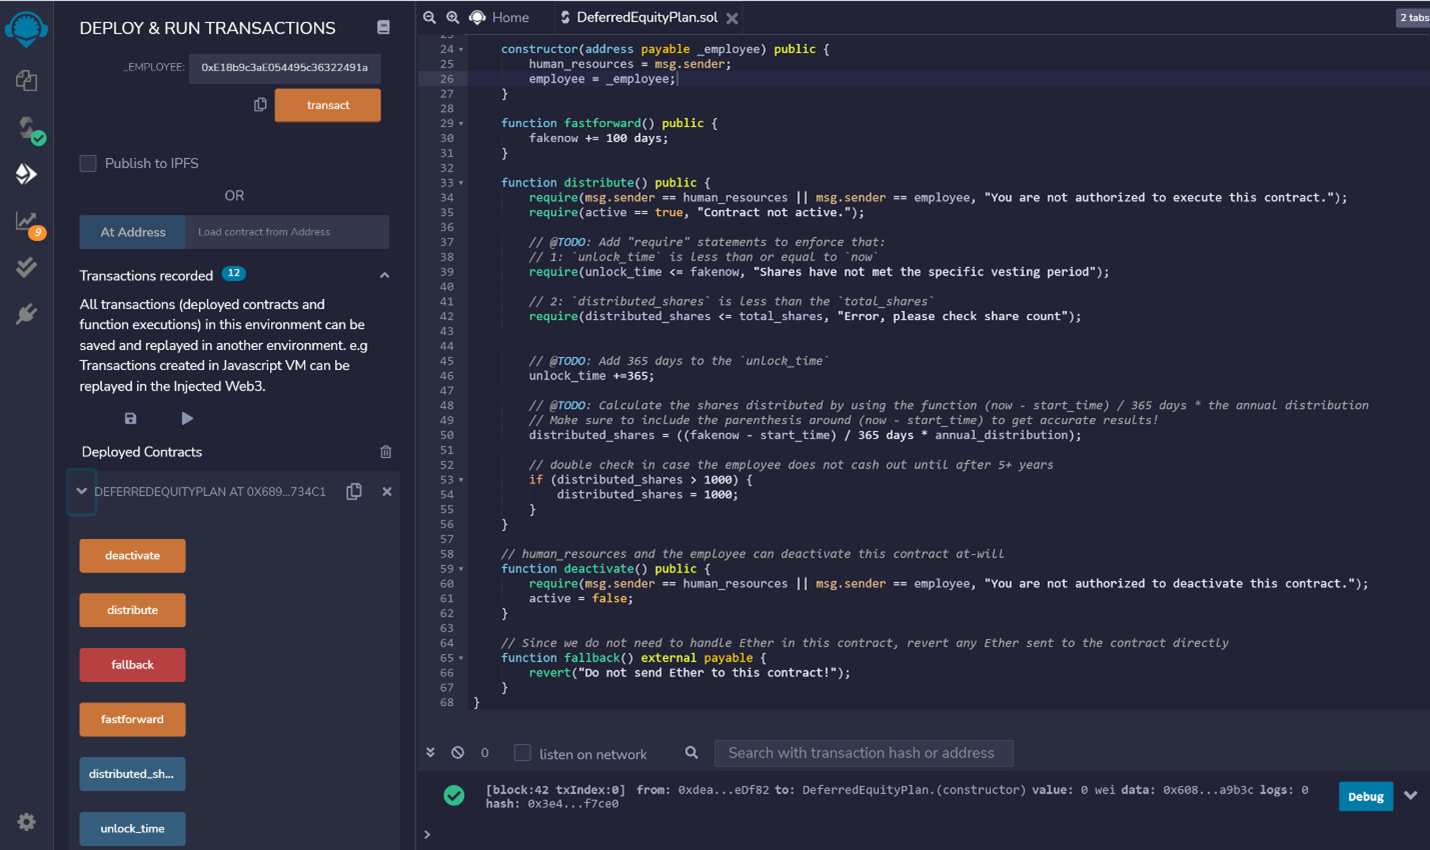 DEPLOY & RUN TRANSACTIONS
_EMPLOYEE: 0xE18b9c3aE054495c36322491a
transact
Publish to IPFS
OR
At Address Load contract from Address
Transactions recorded 12
All transactions (deployed contracts and
function executions) in this environment can be
saved and replayed in another environment. e.g
Transactions created in Javascript VM can be
replayed in the Injected Web3.
Deployed Contracts
DEFERREDEQUITYPLAN AT 0X689...734C1
deactivate
distribute
fallback
fastforward
distributed_sh...
unlock_time
9
Home DeferredEquityPlan.sol 2 tabs
23
24 constructor(address payable _employee) public {
25 human_resources = msg.sender;
26 employee = _employee;
27 }
28
29 function fastforward() public {
30 fakenow += 100 days;
31 }
32
33 function distribute() public {
34 require(msg.sender == human_resources || msg.sender == employee, "You are not authorized to execute this contract.");
35 require(active == true, "Contract not active.");
36
37 // @TODO: Add "require" statements to enforce that:
38 // 1: `unlock_time` is less than or equal to `now`
39 require(unlock_time <= fakenow, "Shares have not met the specific vesting period");
40
41 // 2: `distributed_shares` is less than the `total_shares`
42 require(distributed_shares <= total_shares, "Error, please check share count");
43
44
45 // @TODO: Add 365 days to the `unlock_time`
46 unlock_time +=365;
47
48 // @TODO: Calculate the shares distributed by using the function (now - start_time) / 365 days * the annual distribution
49 // Make sure to include the parenthesis around (now - start_time) to get accurate results!
50 distributed_shares = ((fakenow - start_time) / 365 days * annual_distribution);
51
52 // double check in case the employee does not cash out until after 5+ years
53 if (distributed_shares > 1000) {
54 distributed_shares = 1000;
55 }
56 }
57
58 // human_resources and the employee can deactivate this contract at-will
59 function deactivate() public {
60 require(msg.sender == human_resources || msg.sender == employee, "You are not authorized to deactivate this contract.");
61 active = false;
62 }
63
64 // Since we do not need to handle Ether in this contract, revert any Ether sent to the contract directly
65 function fallback() external payable {
66 revert("Do not send Ether to this contract!");
67 }
68 }
0 listen on network Search with transaction hash or address
[block:42 txIndex:0] from: 0xdea...eDf82 to: DeferredEquityPlan.(constructor) value: 0 wei data: 0x608...a9b3c logs: 0
hash: 0x3e4...f7ce0
Debug
>